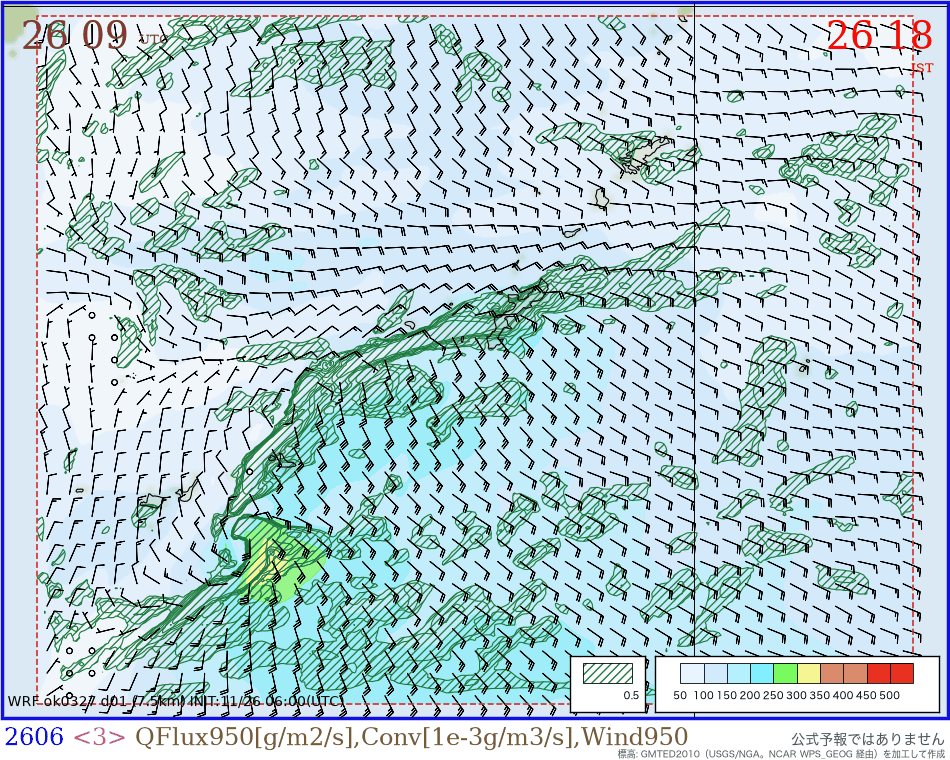 26 09 UTC
26 18 JST
0.5
50 100 150 200 250 300 350 400 450 500
WRF ok0327 d01 (7.5km) INIT:11/26 06:00(UTC)
2606 <3> QFlux950[g/m2/s],Conv[1e-3g/m3/s],Wind950
公式予報ではありません
標高: GMTED2010（USGS/NGA。NCAR WPS_GEOG 経由）を加工して作成